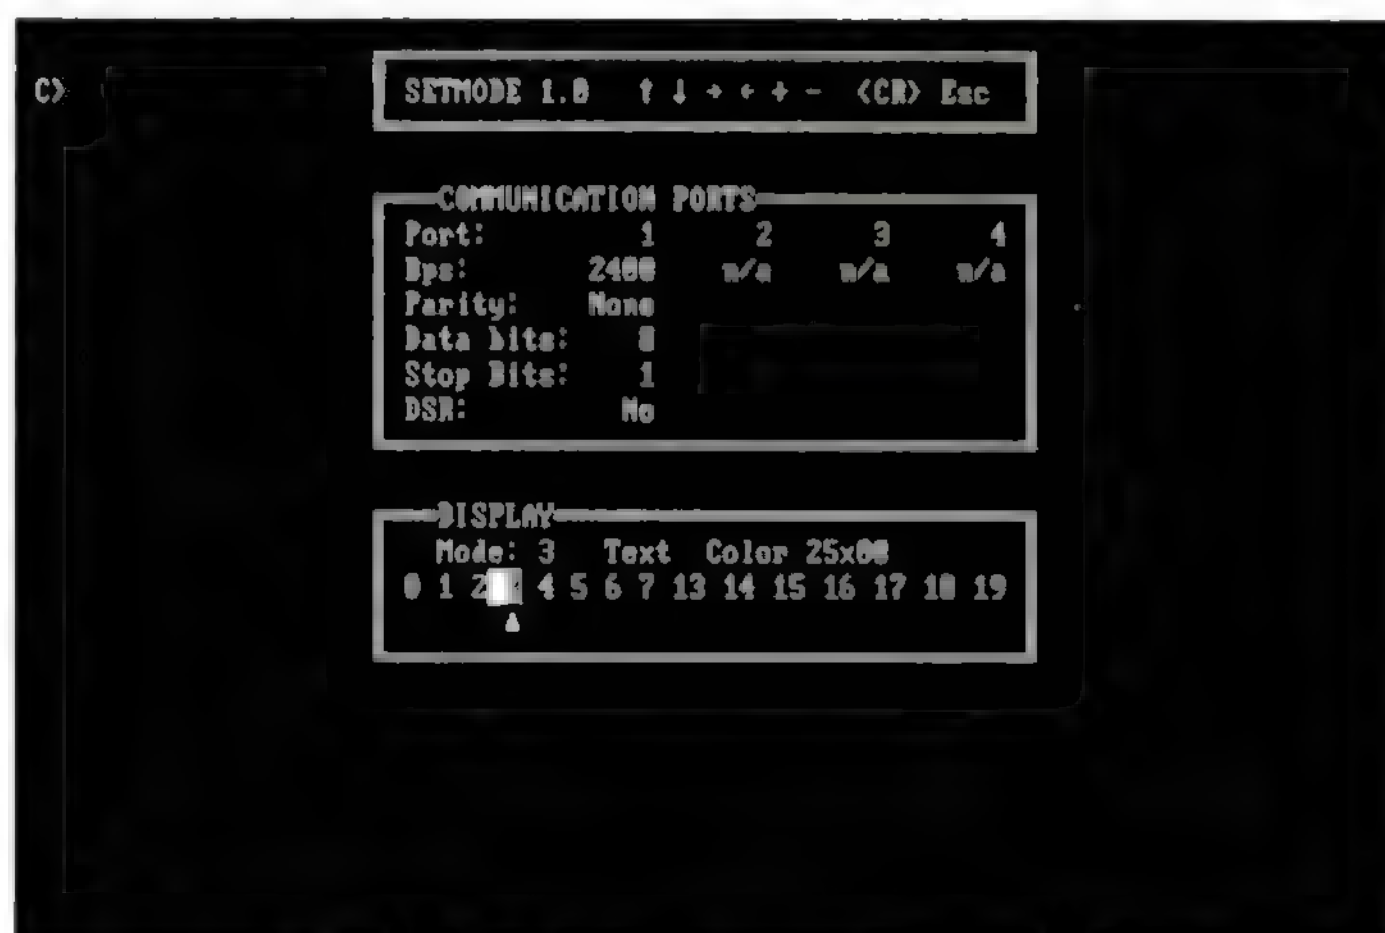 C>
SETMODE 1.0 ↑ ↓ → ← + - <CR> Esc
COMMUNICATION PORTS
Port: 1 2 3 4
Bps: 2400 n/a n/a n/a
Parity: None
Data bits: 8
Stop Bits: 1
DSR: No
DISPLAY
Mode: 3 Text Color 25x80
0 1 2 3 4 5 6 7 13 14 15 16 17 18 19